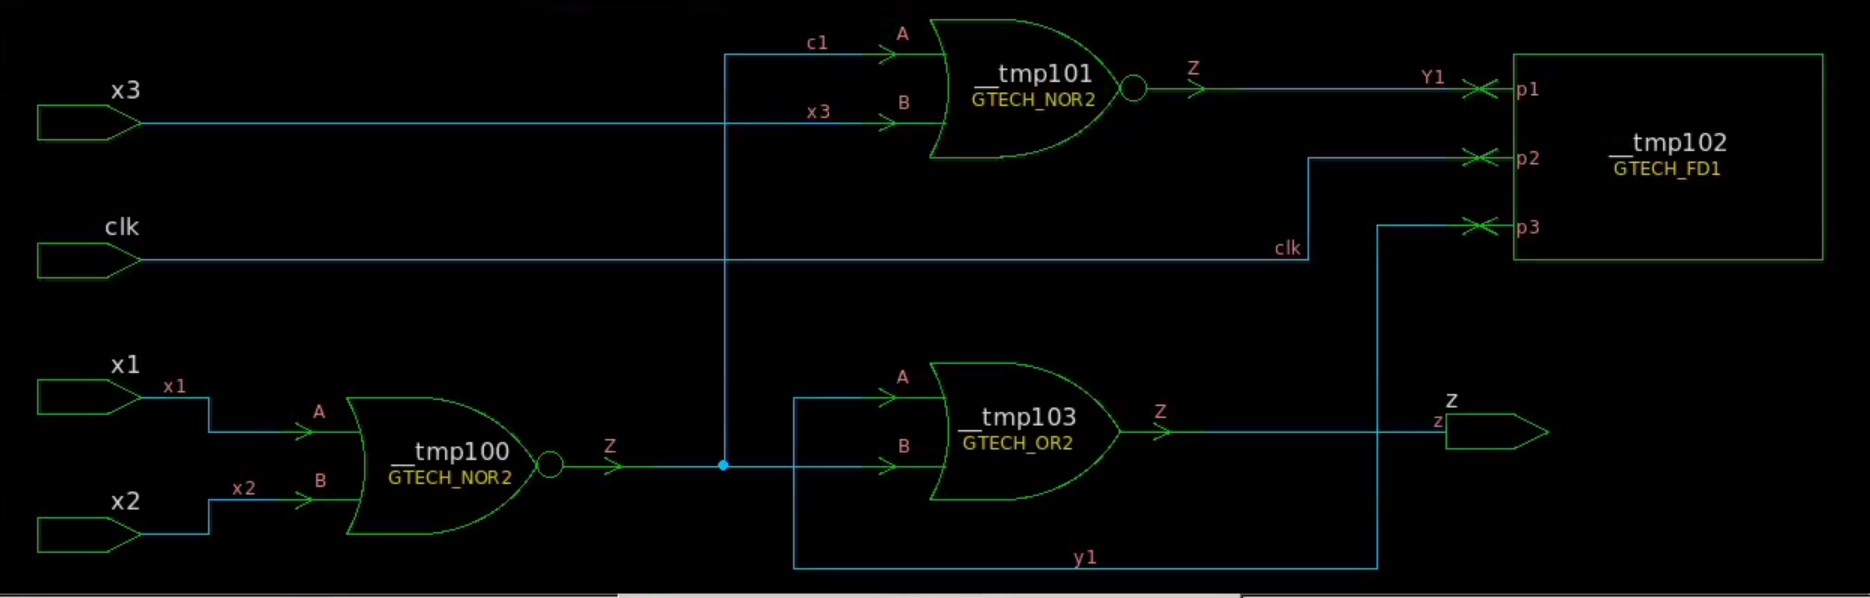 x3
c1
A
__tmp101
GTECH_NOR2
x3
B
Z
Y1
p1
__tmp102
GTECH_FD1
p2
clk
clk
p3
x1
x1
A
__tmp100
GTECH_NOR2
x2
x2
B
Z
A
__tmp103
GTECH_OR2
B
Z
z
z
y1